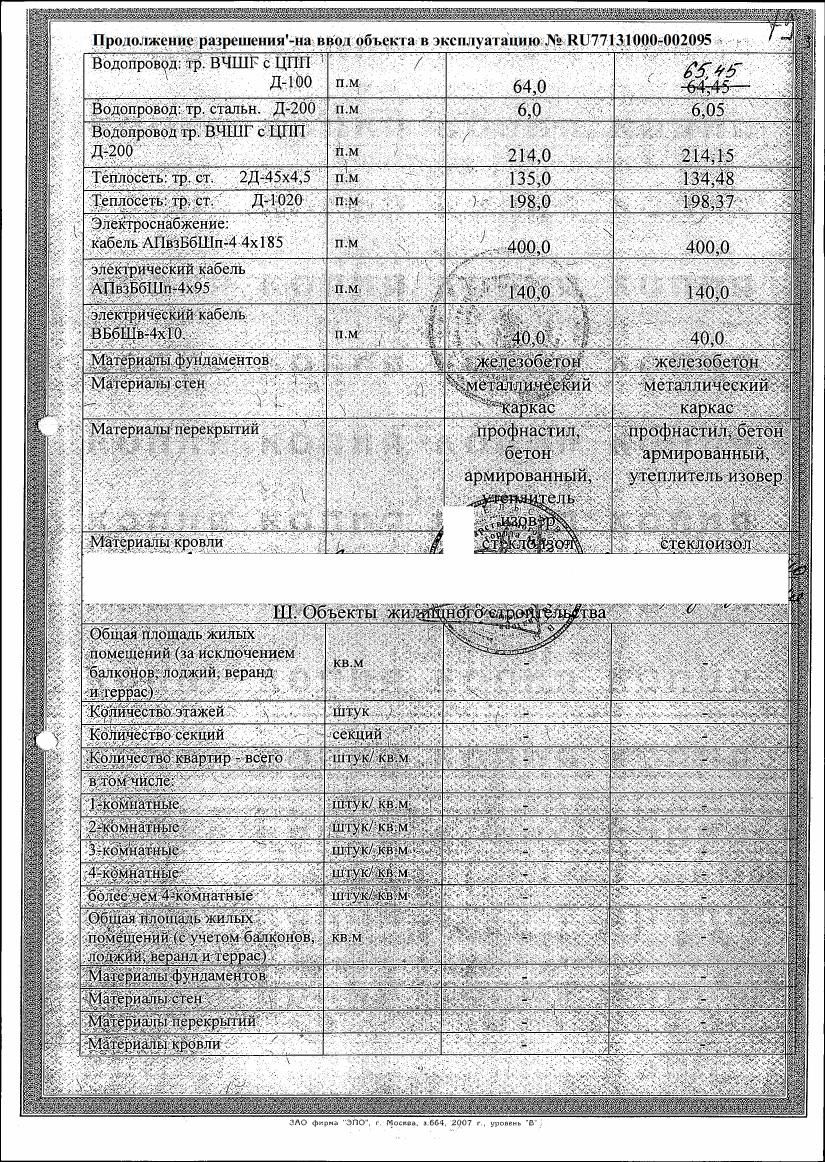 Продолжение разрешения на ввод объекта в эксплуатацию № RU77131000-002095
3
Водопровод: тр. ВЧШГ с ЦПП
Д-100 п.м 64,0 65,45 64,45
Водопровод: тр. стальн. Д-200 п.м 6,0 6,05
Водопровод тр. ВЧШГ с ЦПП
Д-200 п.м 214,0 214,15
Теплосеть: тр. ст. 2Д-45х4,5 п.м 135,0 134,48
Теплосеть: тр. ст. Д-1020 п.м 198,0 198,37
Электроснабжение:
кабель АПвзБбШп-4 4х185 п.м 400,0 400,0
электрический кабель
АПвзБбШп-4х95 п.м 140,0 140,0
электрический кабель
ВБбШв-4х10 п.м 40,0 40,0
Материалы фундаментов железобетон железобетон
Материалы стен металлический металлический
каркас каркас
Материалы перекрытий профнастил, профнастил, бетон
бетон армированный,
армированный, утеплитель изовер
утеплитель
изовер
Материалы кровли стеклоизол стеклоизол
Ш. Объекты жилищного строительства
Общая площадь жилых
помещений (за исключением
балконов, лоджий, веранд
и террас) кв.м - -
Количество этажей штук - -
Количество секций секций - -
Количество квартир - всего штук/ кв.м - -
в том числе:
1-комнатные штук/ кв.м - -
2-комнатные штук/ кв.м - -
3-комнатные штук/ кв.м - -
4-комнатные штук/ кв.м - -
более чем 4-комнатные штук/ кв.м - -
Общая площадь жилых
помещений (с учетом балконов, кв.м - -
лоджий, веранд и террас)
Материалы фундаментов - -
Материалы стен - -
Материалы перекрытий - -
Материалы кровли - -
ЗАО фирма "ЭПО", г. Москва, з.664, 2007 г., уровень "В"